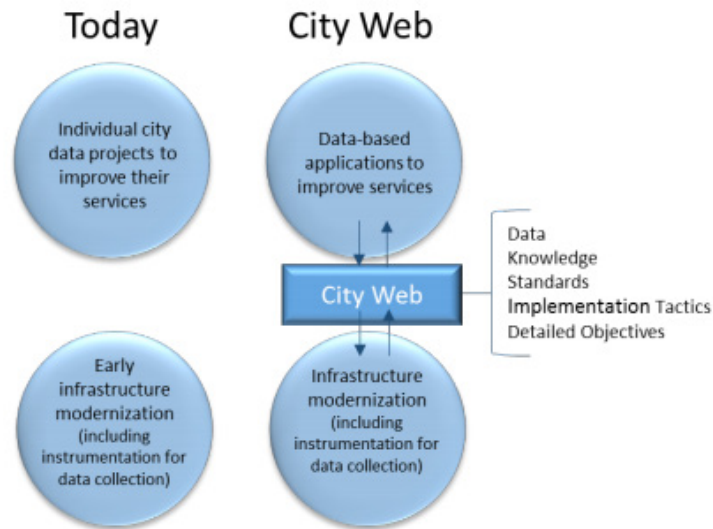 Today
City Web
Individual city
data projects to
improve their
services
Data-based
applications to
improve services
City Web
Data
Knowledge
Standards
Implementation Tactics
Detailed Objectives
Early
infrastructure
modernization
(including
instrumentation for
data collection)
Infrastructure
modernization
(including
instrumentation for
data collection)